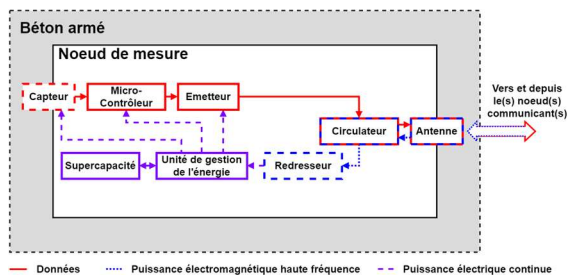 Béton armé
Noeud de mesure
Capteur
Micro-
Contrôleur
Emetteur
Circulateur
Antenne
Vers et depuis
le(s) noeud(s)
communicant(s)
Supercapacité
Unité de gestion
de l'énergie
Redresseur
Données
Puissance électromagnétique haute fréquence
Puissance électrique continue